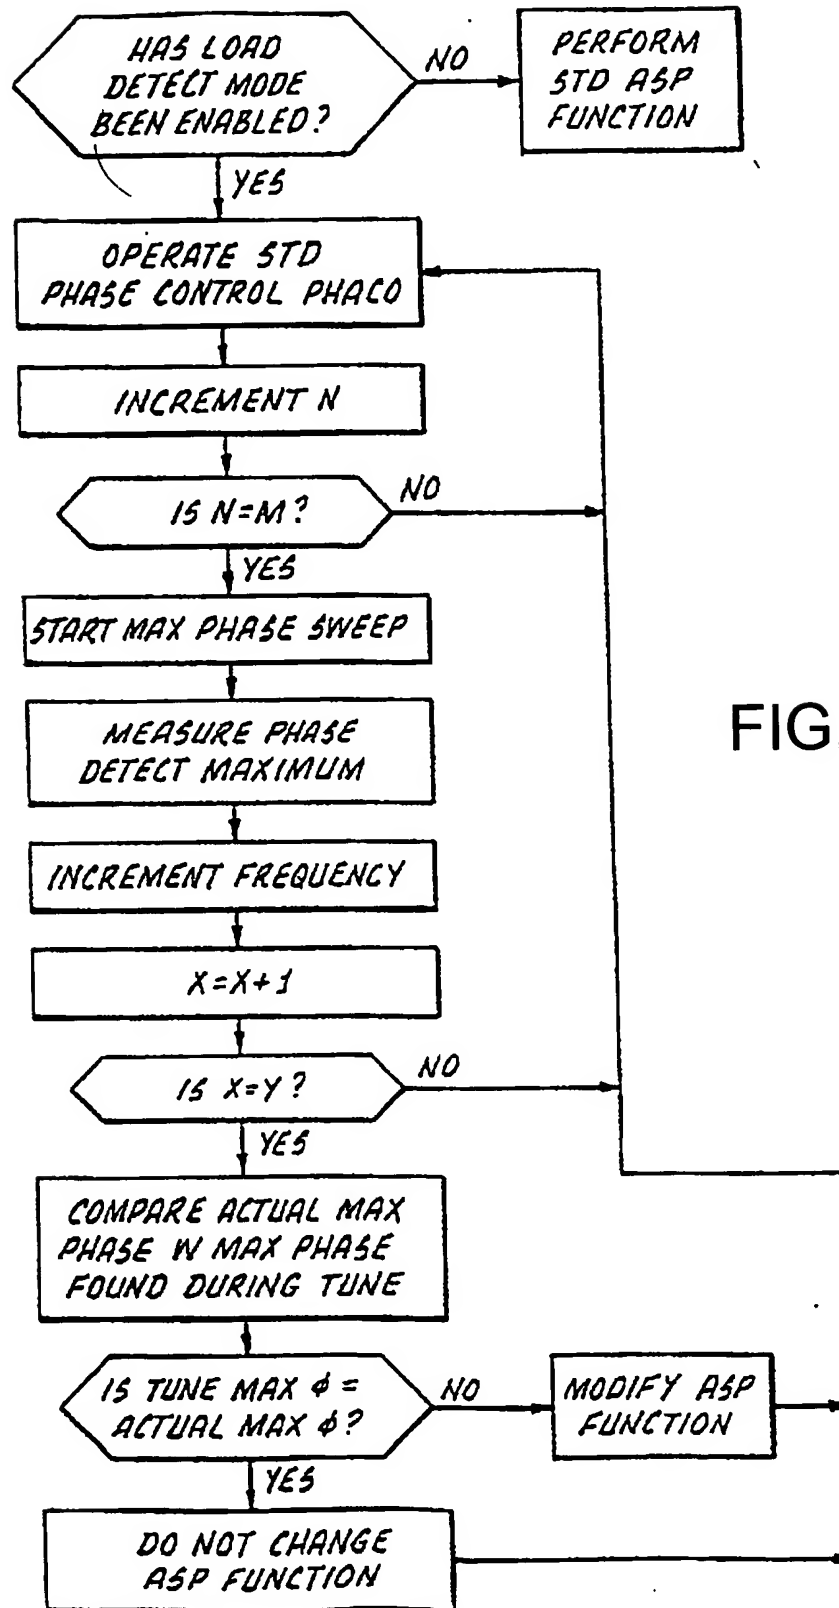 HAS LOAD
DETECT MODE
BEEN ENABLED?
NO
PERFORM
STD ASP
FUNCTION
YES
OPERATE STD
PHASE CONTROL PHACO
INCREMENT N
IS N=M?
NO
YES
START MAX PHASE SWEEP
FIG.
MEASURE PHASE
DETECT MAXIMUM
INCREMENT FREQUENCY
X=X+1
IS X=Y?
NO
YES
COMPARE ACTUAL MAX
PHASE W MAX PHASE
FOUND DURING TUNE
IS TUNE MAX φ =
ACTUAL MAX φ?
NO
MODIFY ASP
FUNCTION
YES
DO NOT CHANGE
ASP FUNCTION